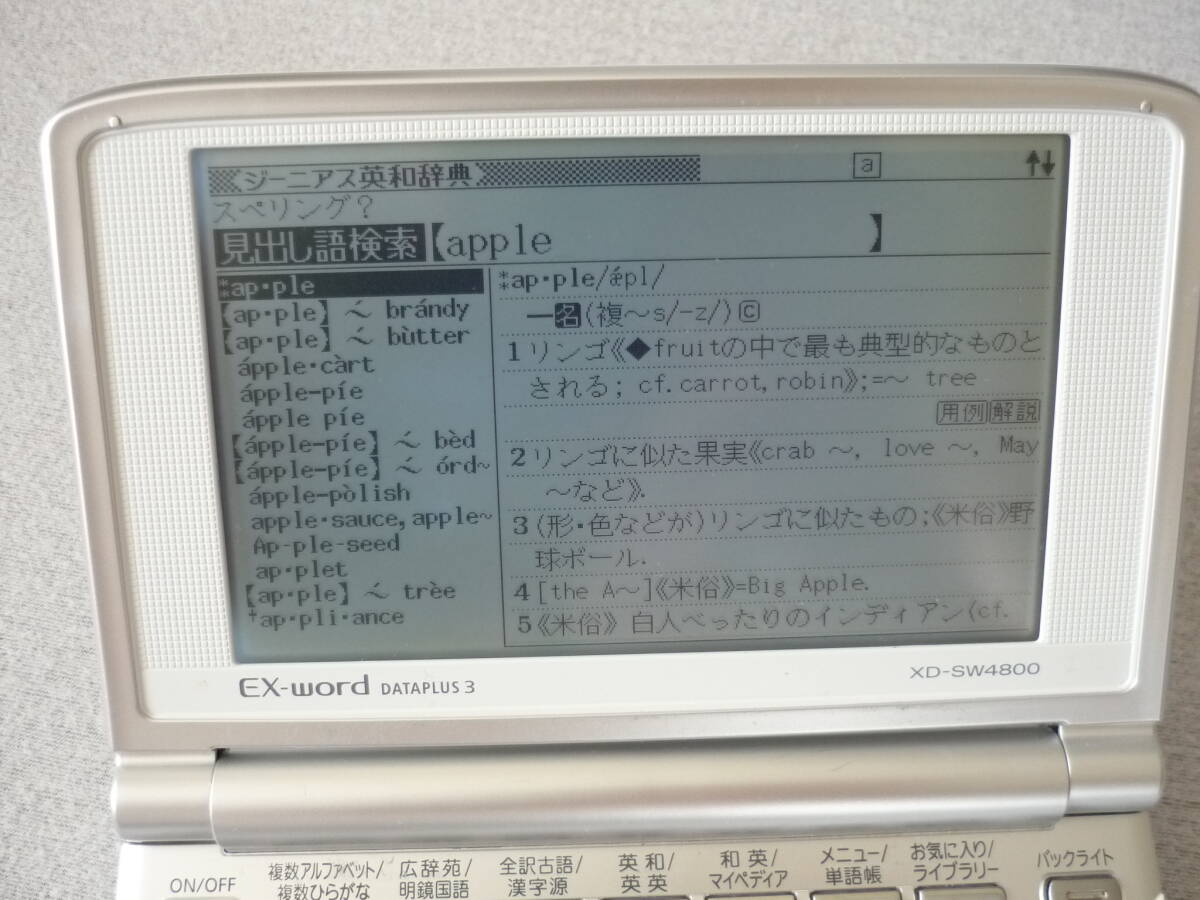 ジーニアス英和辞典 a ↑↓
スペリング?
見出し語検索【apple 】
*ap・ple
【ap・ple】 ~́ brándy
【ap・ple】 ~́ bùtter
ápple・càrt
ápple-píe
ápple píe
【ápple-píe】 ~́ bèd
【ápple-píe】 ~́ órd~
ápple-pòlish
apple・sauce, apple~
Ap-ple-seed
ap・plet
【ap・ple】 ~́ trèe
†ap・pli・ance
*ap・ple/ǽpl/
━名(複~s/-z/)Ⓒ
1リンゴ《◆fruitの中で最も典型的なものと
される; cf. carrot, robin》;=~ tree
用例 解説
2リンゴに似た果実《crab ~, love ~, May
~など》.
3(形・色などが)リンゴに似たもの;《米俗》野
球ボール.
4[the A~]《米俗》=Big Apple.
5《米俗》白人べったりのインディアン(cf.
EX-word DATAPLUS 3
XD-SW4800
ON/OFF
複数アルファベット/
複数ひらがな
広辞苑/
明鏡国語
全訳古語/
漢字源
英和/
英英
和英/
マイペディア
メニュー/
単語帳
お気に入り/
ライブラリー
バックライト